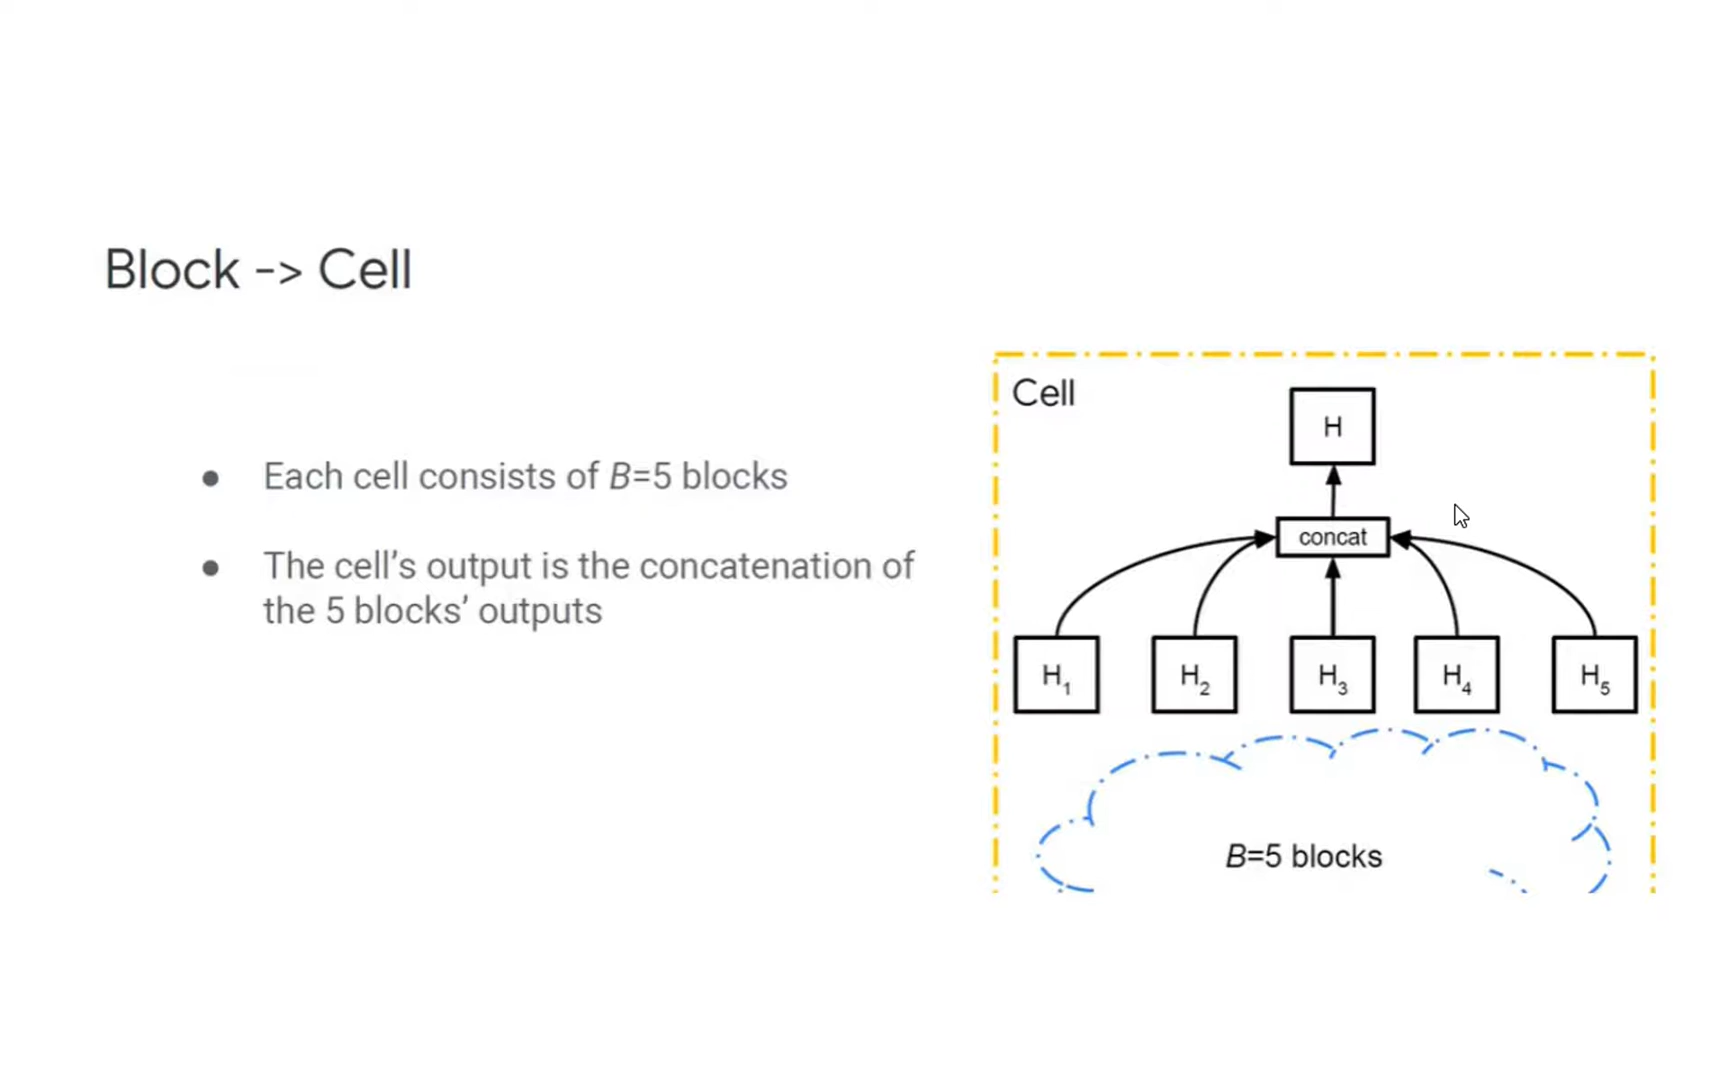 Block -> Cell
● Each cell consists of B=5 blocks
● The cell’s output is the concatenation of
the 5 blocks’ outputs
Cell
H
concat
H1 H2 H3 H4 H5
B=5 blocks